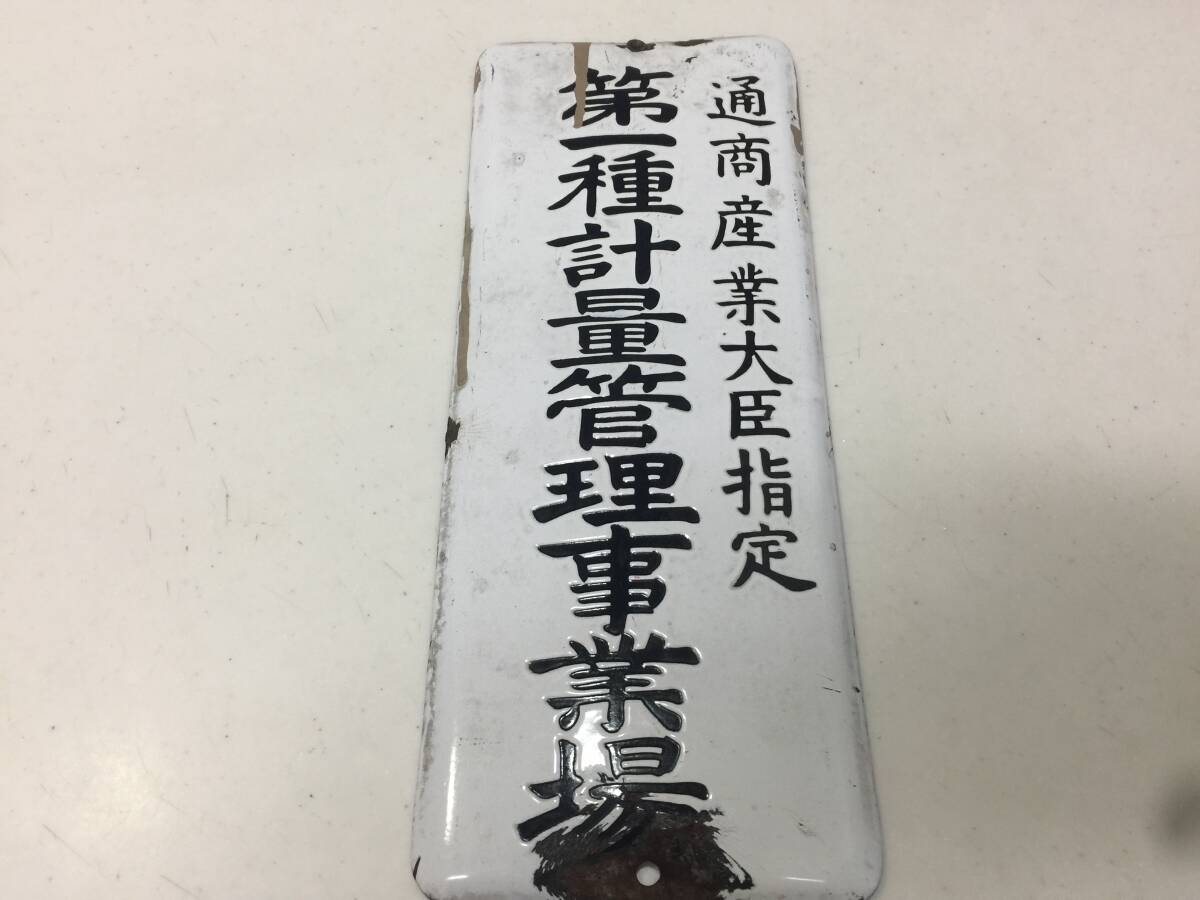 通商産業大臣指定
第一種計量管理事業場